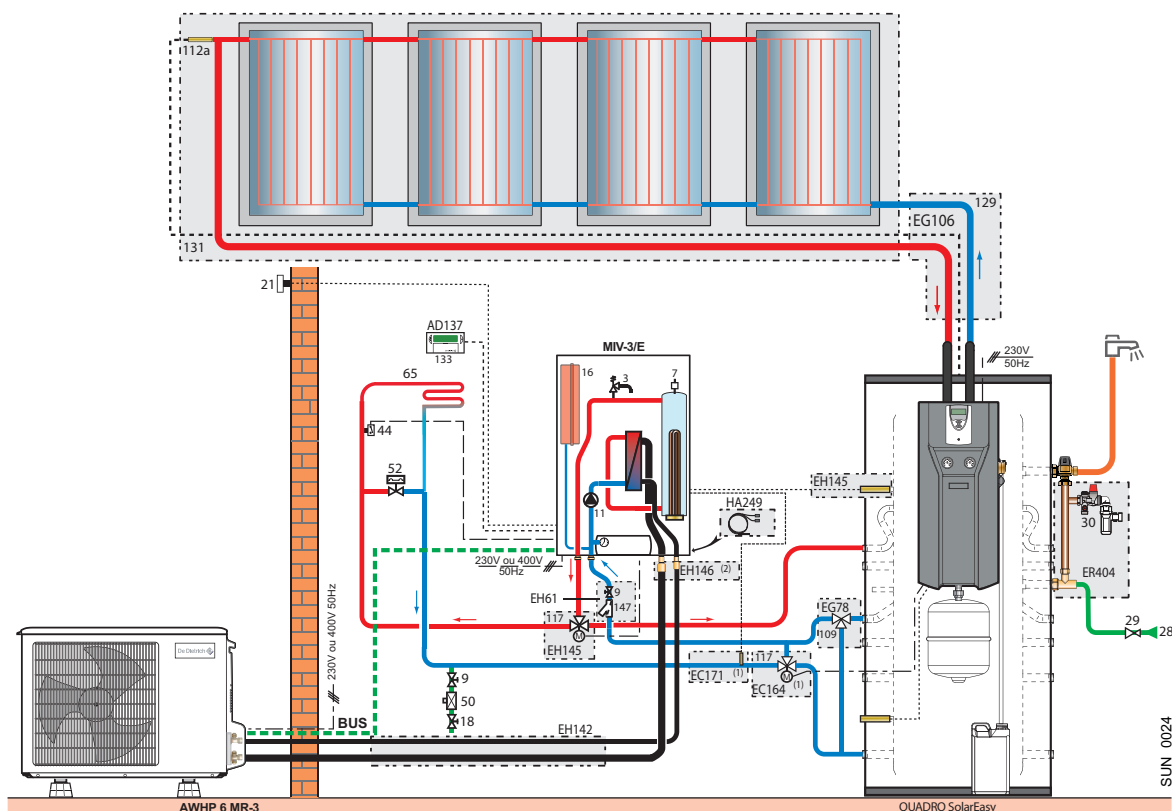 112a
129
EG106
131
21
AD137
133
MIV-3/E
230V
50Hz
65
16
3
7
44
52
EH145
HA249
11
30
230V ou 400V
50Hz
EH146 (2)
ER404
EH61
9
147
117
EG78
109
29
28
EH145
117
EC171 (1)
EC164 (1)
M
M
De Dietrich
230V ou 400V 50Hz
9
BUS
50
18
EH142
SUN 0024
AWHP 6 MR-3
QUADRO SolarEasy